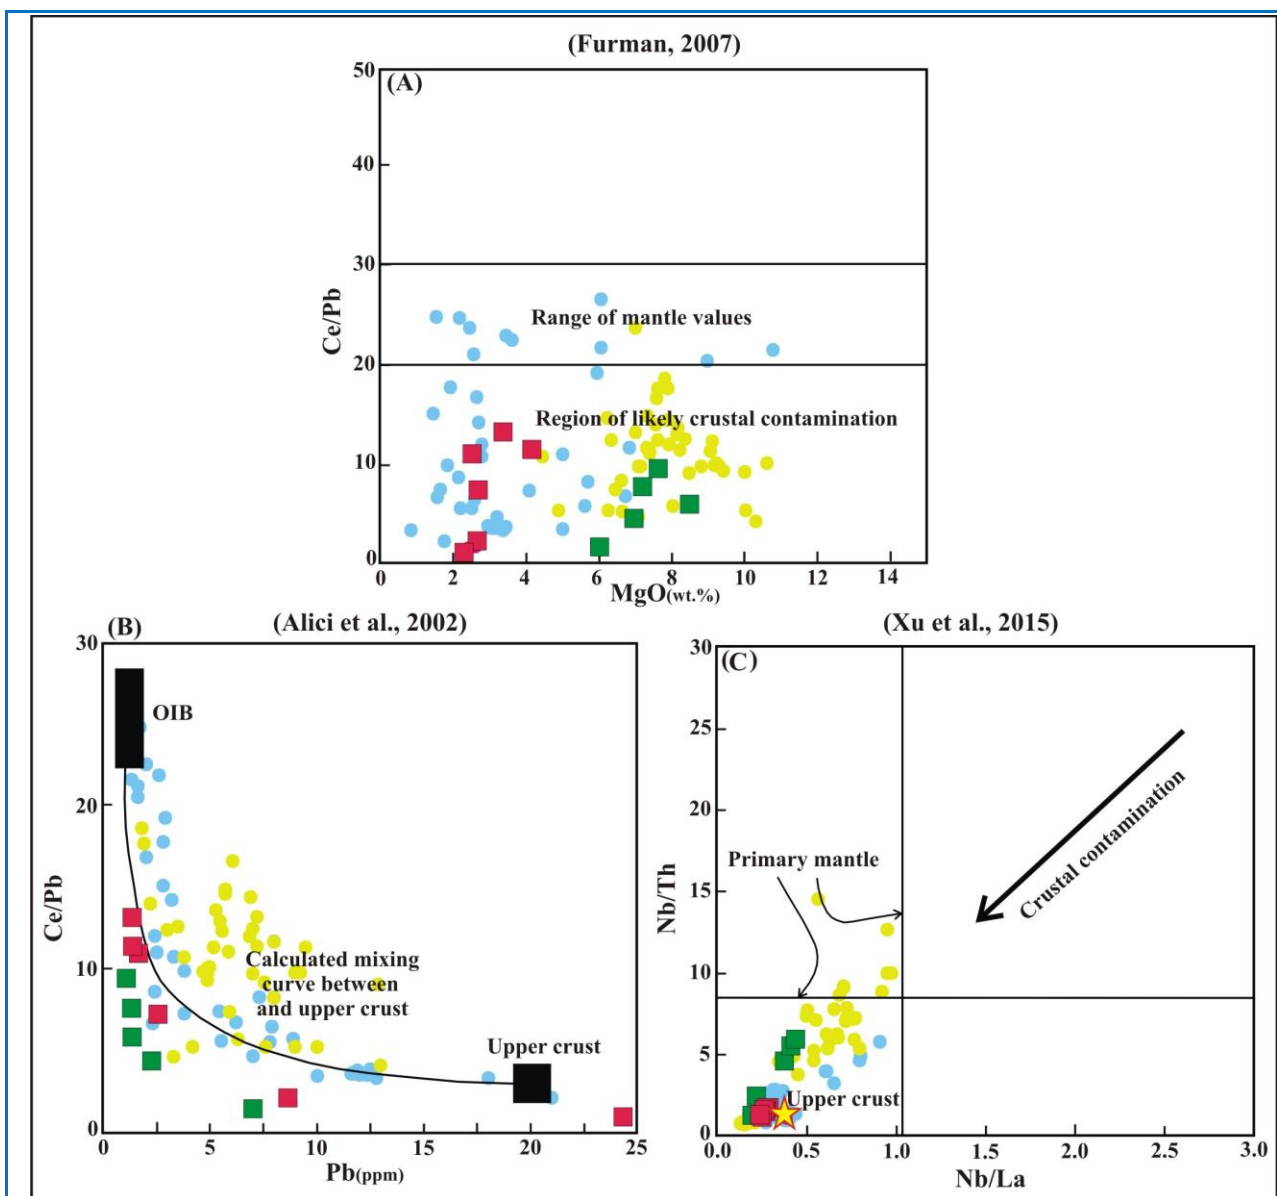 (Furman, 2007)
(A)
50
40
30
20
10
0
Ce/Pb
Range of mantle values
Region of likely crustal contamination
0 2 4 6 8 10 12 14
MgO(wt.%)
(B)
(Alici et al., 2002)
30
20
10
0
Ce/Pb
OIB
Calculated mixing
curve between
and upper crust
Upper crust
0 5 10 15 20 25
Pb(ppm)
(Xu et al., 2015)
(C)
30
25
20
15
10
5
0
Nb/Th
Primary mantle
Crustal contamination
Upper crust
0.0 0.5 1.0 1.5 2.0 2.5 3.0
Nb/La